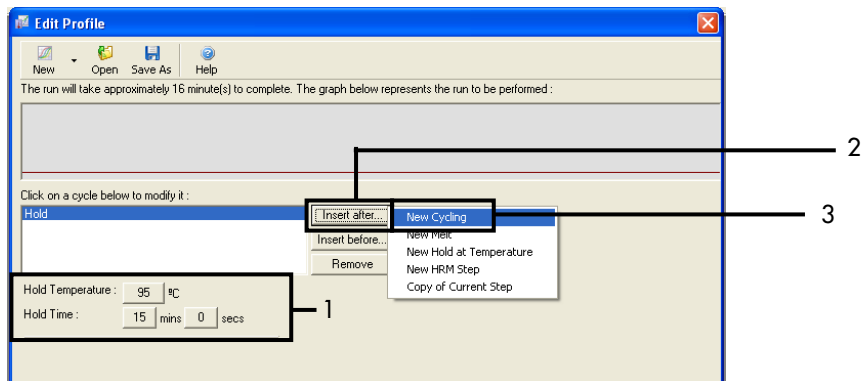 Edit Profile
New Open Save As Help
The run will take approximately 16 minute(s) to complete. The graph below represents the run to be performed :
2
Click on a cycle below to modify it :
Hold
Insert after...
New Cycling
3
New Melt
Insert before...
New Hold at Temperature
Remove
New HRM Step
Copy of Current Step
Hold Temperature : 95 ºC
Hold Time : 15 mins 0 secs
1